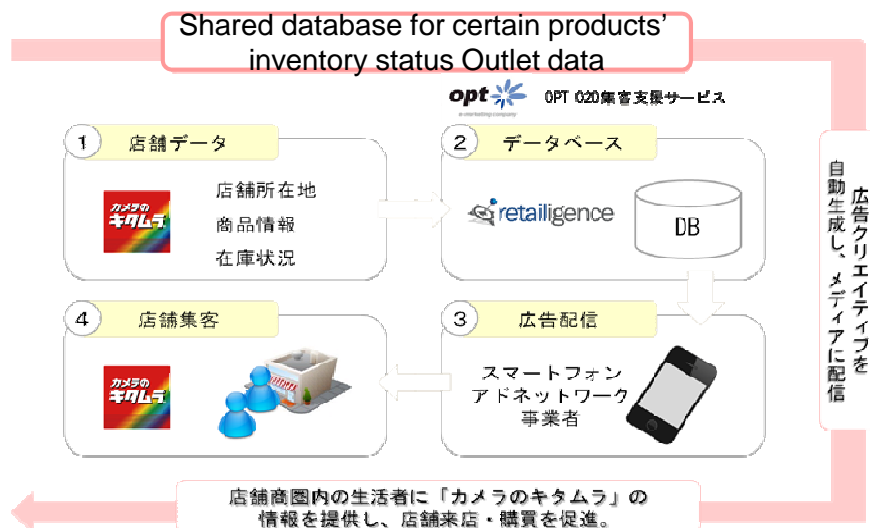 Shared database for certain products'
inventory status Outlet data
opt
e-marketing company
OPT O2O集客支援サービス
1
店舗データ
カメラの
キタムラ
店舗所在地
商品情報
在庫状況
2
データベース
retailigence
DB
4
店舗集客
カメラの
キタムラ
3
広告配信
スマートフォン
アドネットワーク
事業者
広告クリエイティブを
自動生成し、メディアに配信
店舗商圏内の生活者に「カメラのキタムラ」の
情報を提供し、店舗来店・購買を促進。